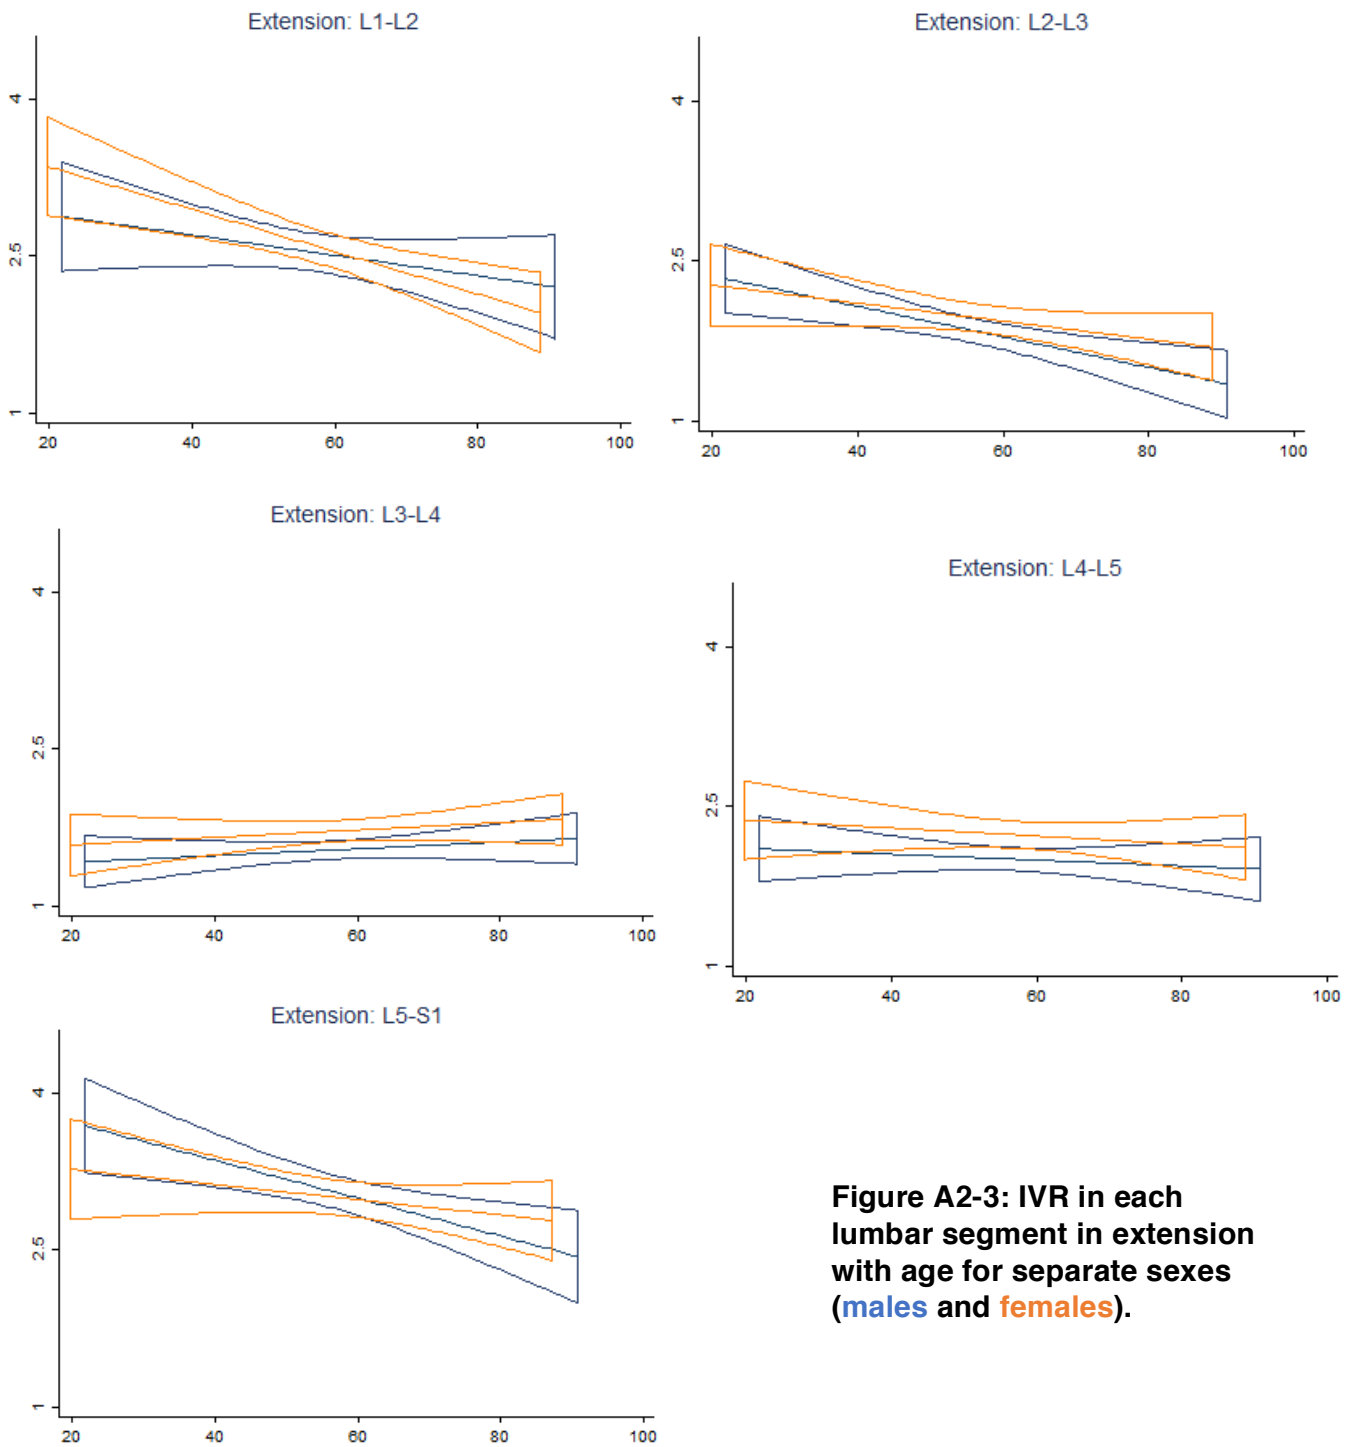 Extension: L1-L2
4
2.5
1
20 40 60 80 100
Extension: L2-L3
4
2.5
1
20 40 60 80 100
Extension: L3-L4
4
2.5
1
20 40 60 80 100
Extension: L4-L5
4
2.5
1
20 40 60 80 100
Extension: L5-S1
4
2.5
1
20 40 60 80 100
Figure A2-3: IVR in each
lumbar segment in extension
with age for separate sexes
(males and females).